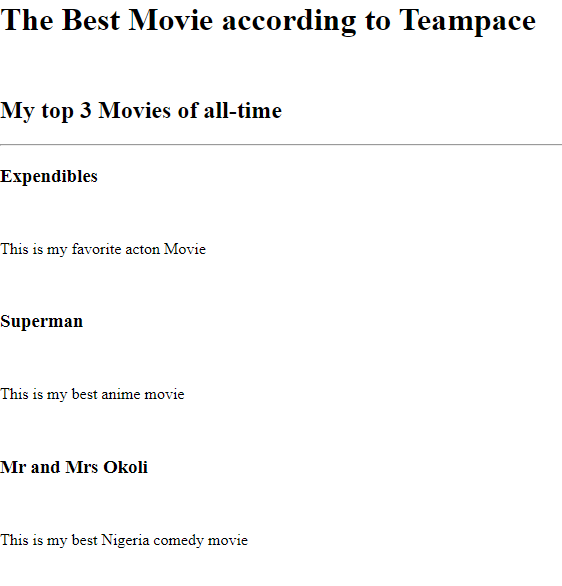 The Best Movie according to Teampace
My top 3 Movies of all-time
Expendibles
This is my favorite acton Movie
Superman
This is my best anime movie
Mr and Mrs Okoli
This is my best Nigeria comedy movie